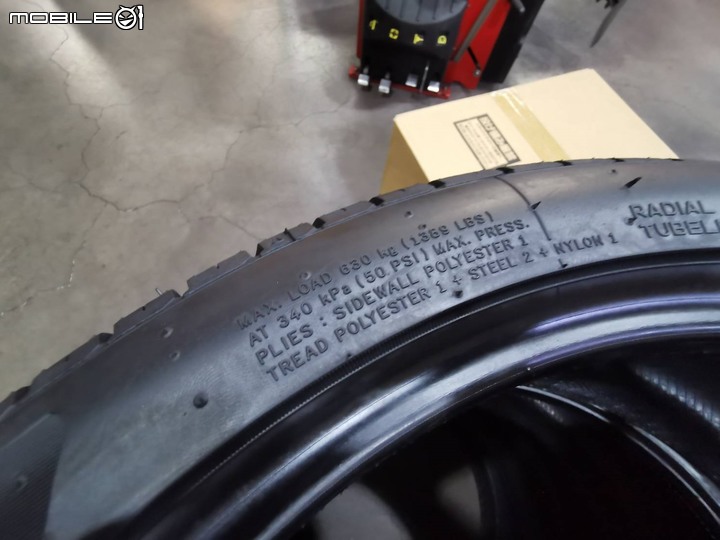 MOBILE01
MAX. LOAD 630 kg (1389 LBS)
AT 340 kPa (50 PSI) MAX. PRESS.
PLIES : SIDEWALL POLYESTER 1
TREAD POLYESTER 1 + STEEL 2 + NYLON 1
RADIAL